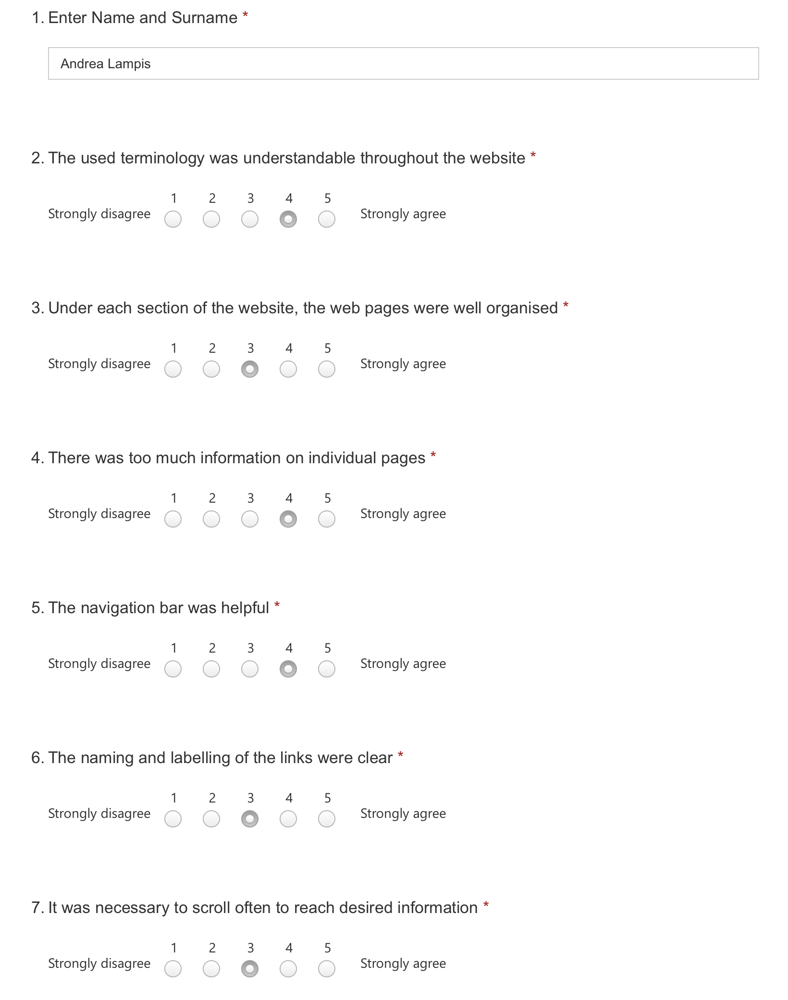 1. Enter Name and Surname *
Andrea Lampis
2. The used terminology was understandable throughout the website *
1 2 3 4 5
Strongly disagree Strongly agree
3. Under each section of the website, the web pages were well organised *
1 2 3 4 5
Strongly disagree Strongly agree
4. There was too much information on individual pages *
1 2 3 4 5
Strongly disagree Strongly agree
5. The navigation bar was helpful *
1 2 3 4 5
Strongly disagree Strongly agree
6. The naming and labelling of the links were clear *
1 2 3 4 5
Strongly disagree Strongly agree
7. It was necessary to scroll often to reach desired information *
1 2 3 4 5
Strongly disagree Strongly agree